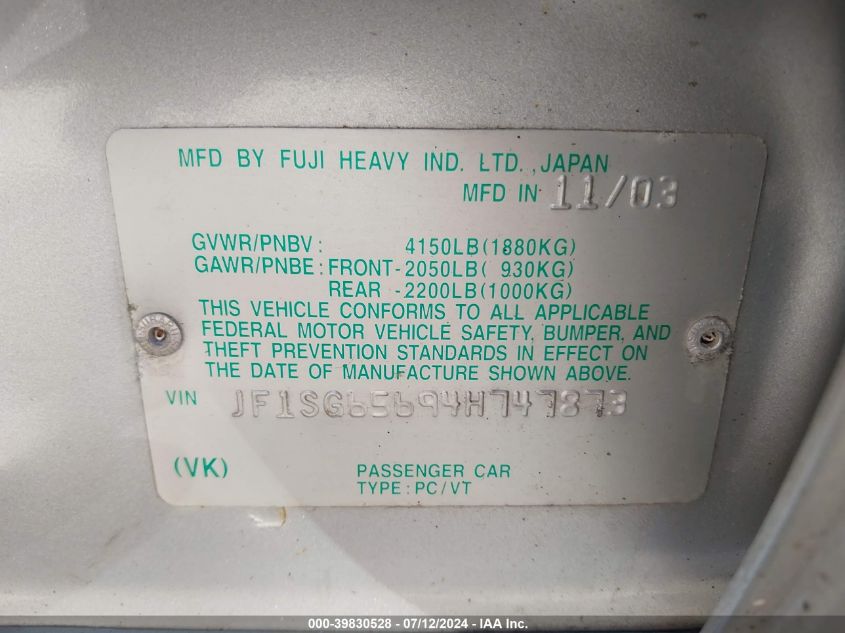 MFD BY FUJI HEAVY IND. LTD., JAPAN
MFD IN 11/03
GVWR/PNBV: 4150LB(1880KG)
GAWR/PNBE: FRONT-2050LB( 930KG)
REAR -2200LB(1000KG)
THIS VEHICLE CONFORMS TO ALL APPLICABLE
FEDERAL MOTOR VEHICLE SAFETY, BUMPER, AND
THEFT PREVENTION STANDARDS IN EFFECT ON
THE DATE OF MANUFACTURE SHOWN ABOVE.
VIN JF1SG65694H747873
(VK) PASSENGER CAR
TYPE: PC/VT
000-39830528 - 07/12/2024 - IAA Inc.